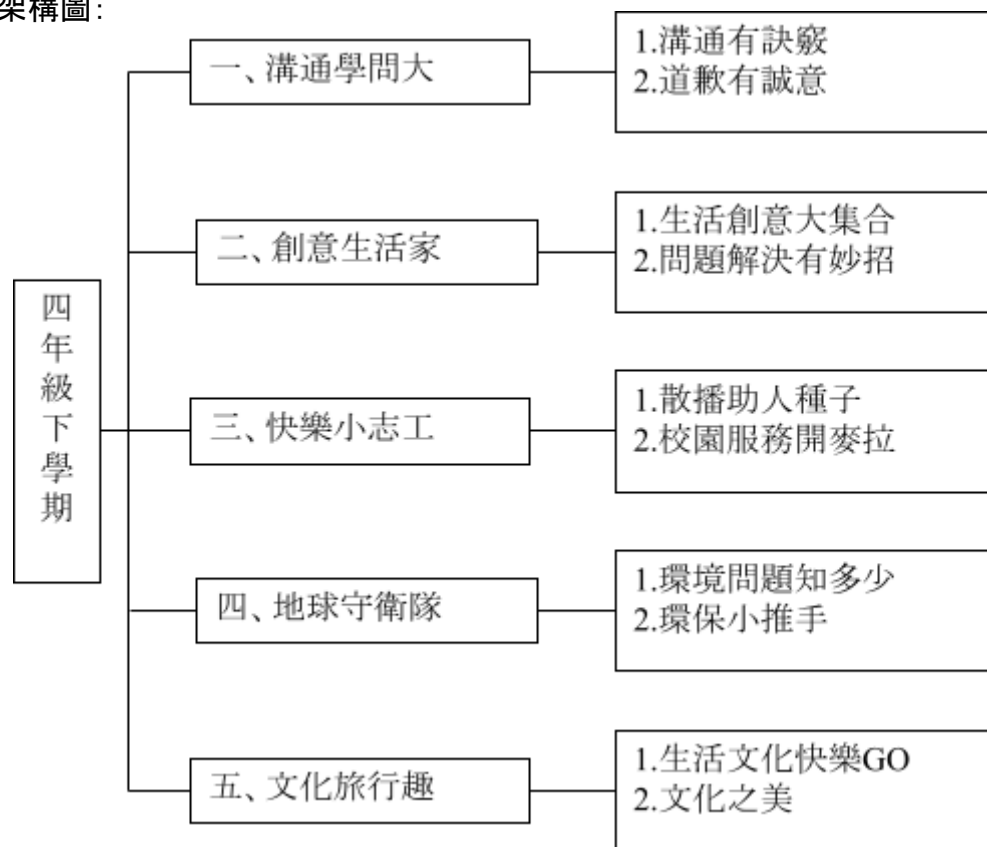 架構圖：
四年級下學期
一、溝通學問大
1.溝通有訣竅
2.道歉有誠意
二、創意生活家
1.生活創意大集合
2.問題解決有妙招
三、快樂小志工
1.散播助人種子
2.校園服務開麥拉
四、地球守衛隊
1.環境問題知多少
2.環保小推手
五、文化旅行趣
1.生活文化快樂GO
2.文化之美